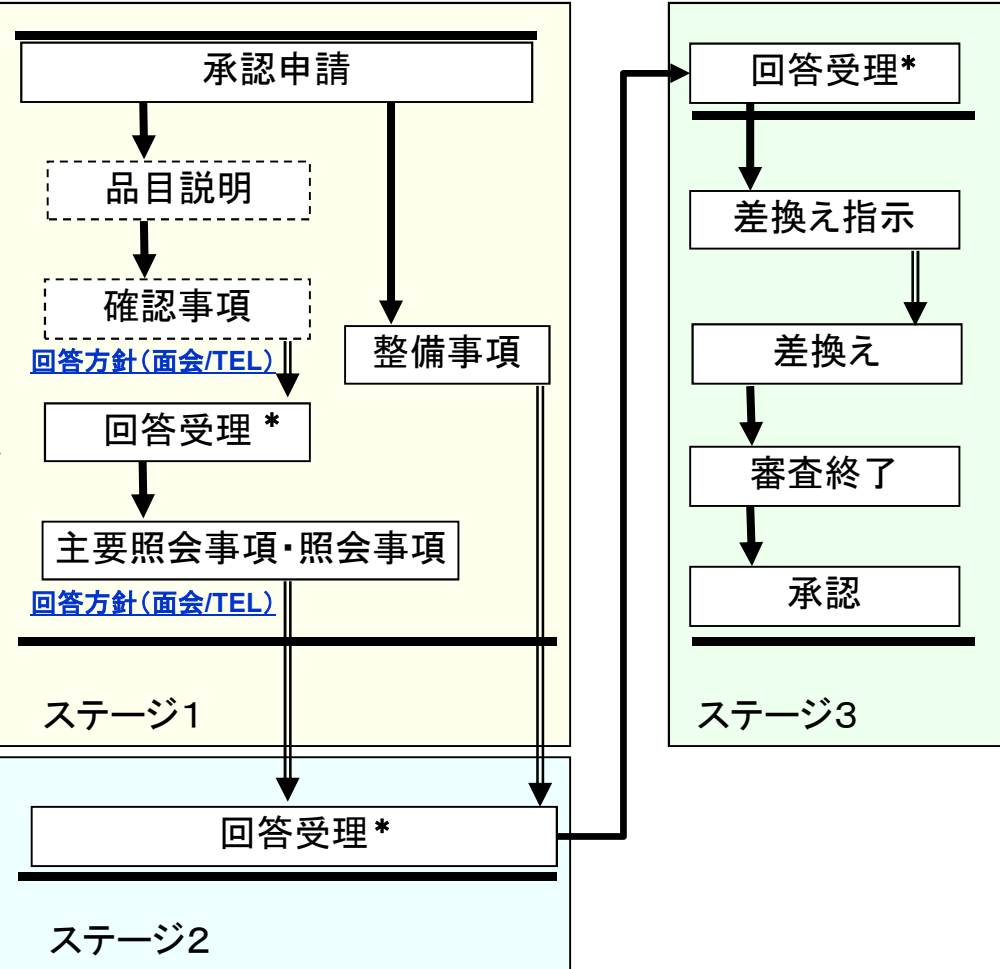 承認申請
品目説明
確認事項
回答方針(面会/TEL)
整備事項
回答受理*
主要照会事項・照会事項
回答方針(面会/TEL)
ステージ1
回答受理*
ステージ2
回答受理*
差換え指示
差換え
審査終了
承認
ステージ3